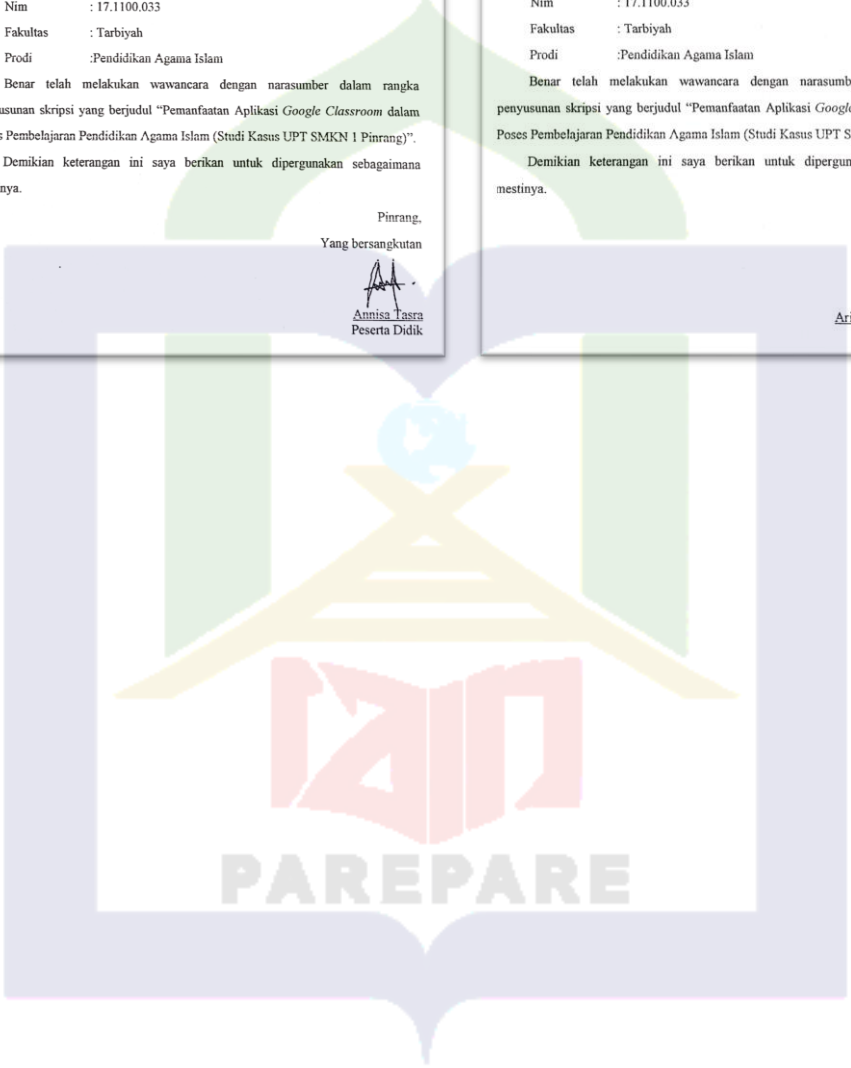 Nim : 17.1100.033
Fakultas : Tarbiyah
Prodi :Pendidikan Agama Islam
Benar telah melakukan wawancara dengan narasumber dalam rangka
usunan skripsi yang berjudul “Pemanfaatan Aplikasi Google Classroom dalam
s Pembelajaran Pendidikan Agama Islam (Studi Kasus UPT SMKN 1 Pinrang)”.
Demikian keterangan ini saya berikan untuk dipergunakan sebagaimana
nya.
Pinrang,
Yang bersangkutan
Annisa Tasra
Peserta Didik
Nim : 17.1100.033
Fakultas : Tarbiyah
Prodi :Pendidikan Agama Islam
Benar telah melakukan wawancara dengan narasumb
penyusunan skripsi yang berjudul “Pemanfaatan Aplikasi Google
Poses Pembelajaran Pendidikan Agama Islam (Studi Kasus UPT S
Demikian keterangan ini saya berikan untuk dipergun
mestinya.
Ari
iain
PAREPARE